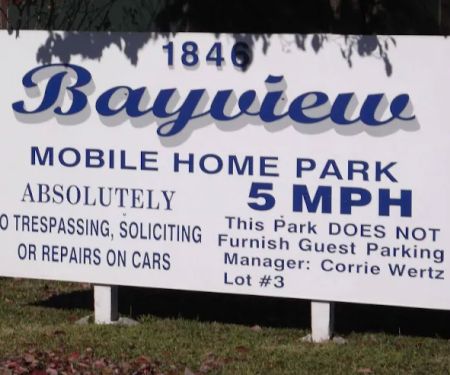 1846
Bayview
MOBILE HOME PARK
ABSOLUTELY
O TRESPASSING, SOLICITING
OR REPAIRS ON CARS
5 MPH
This Park DOES NOT
Furnish Guest Parking
Manager: Corrie Wertz
Lot #3